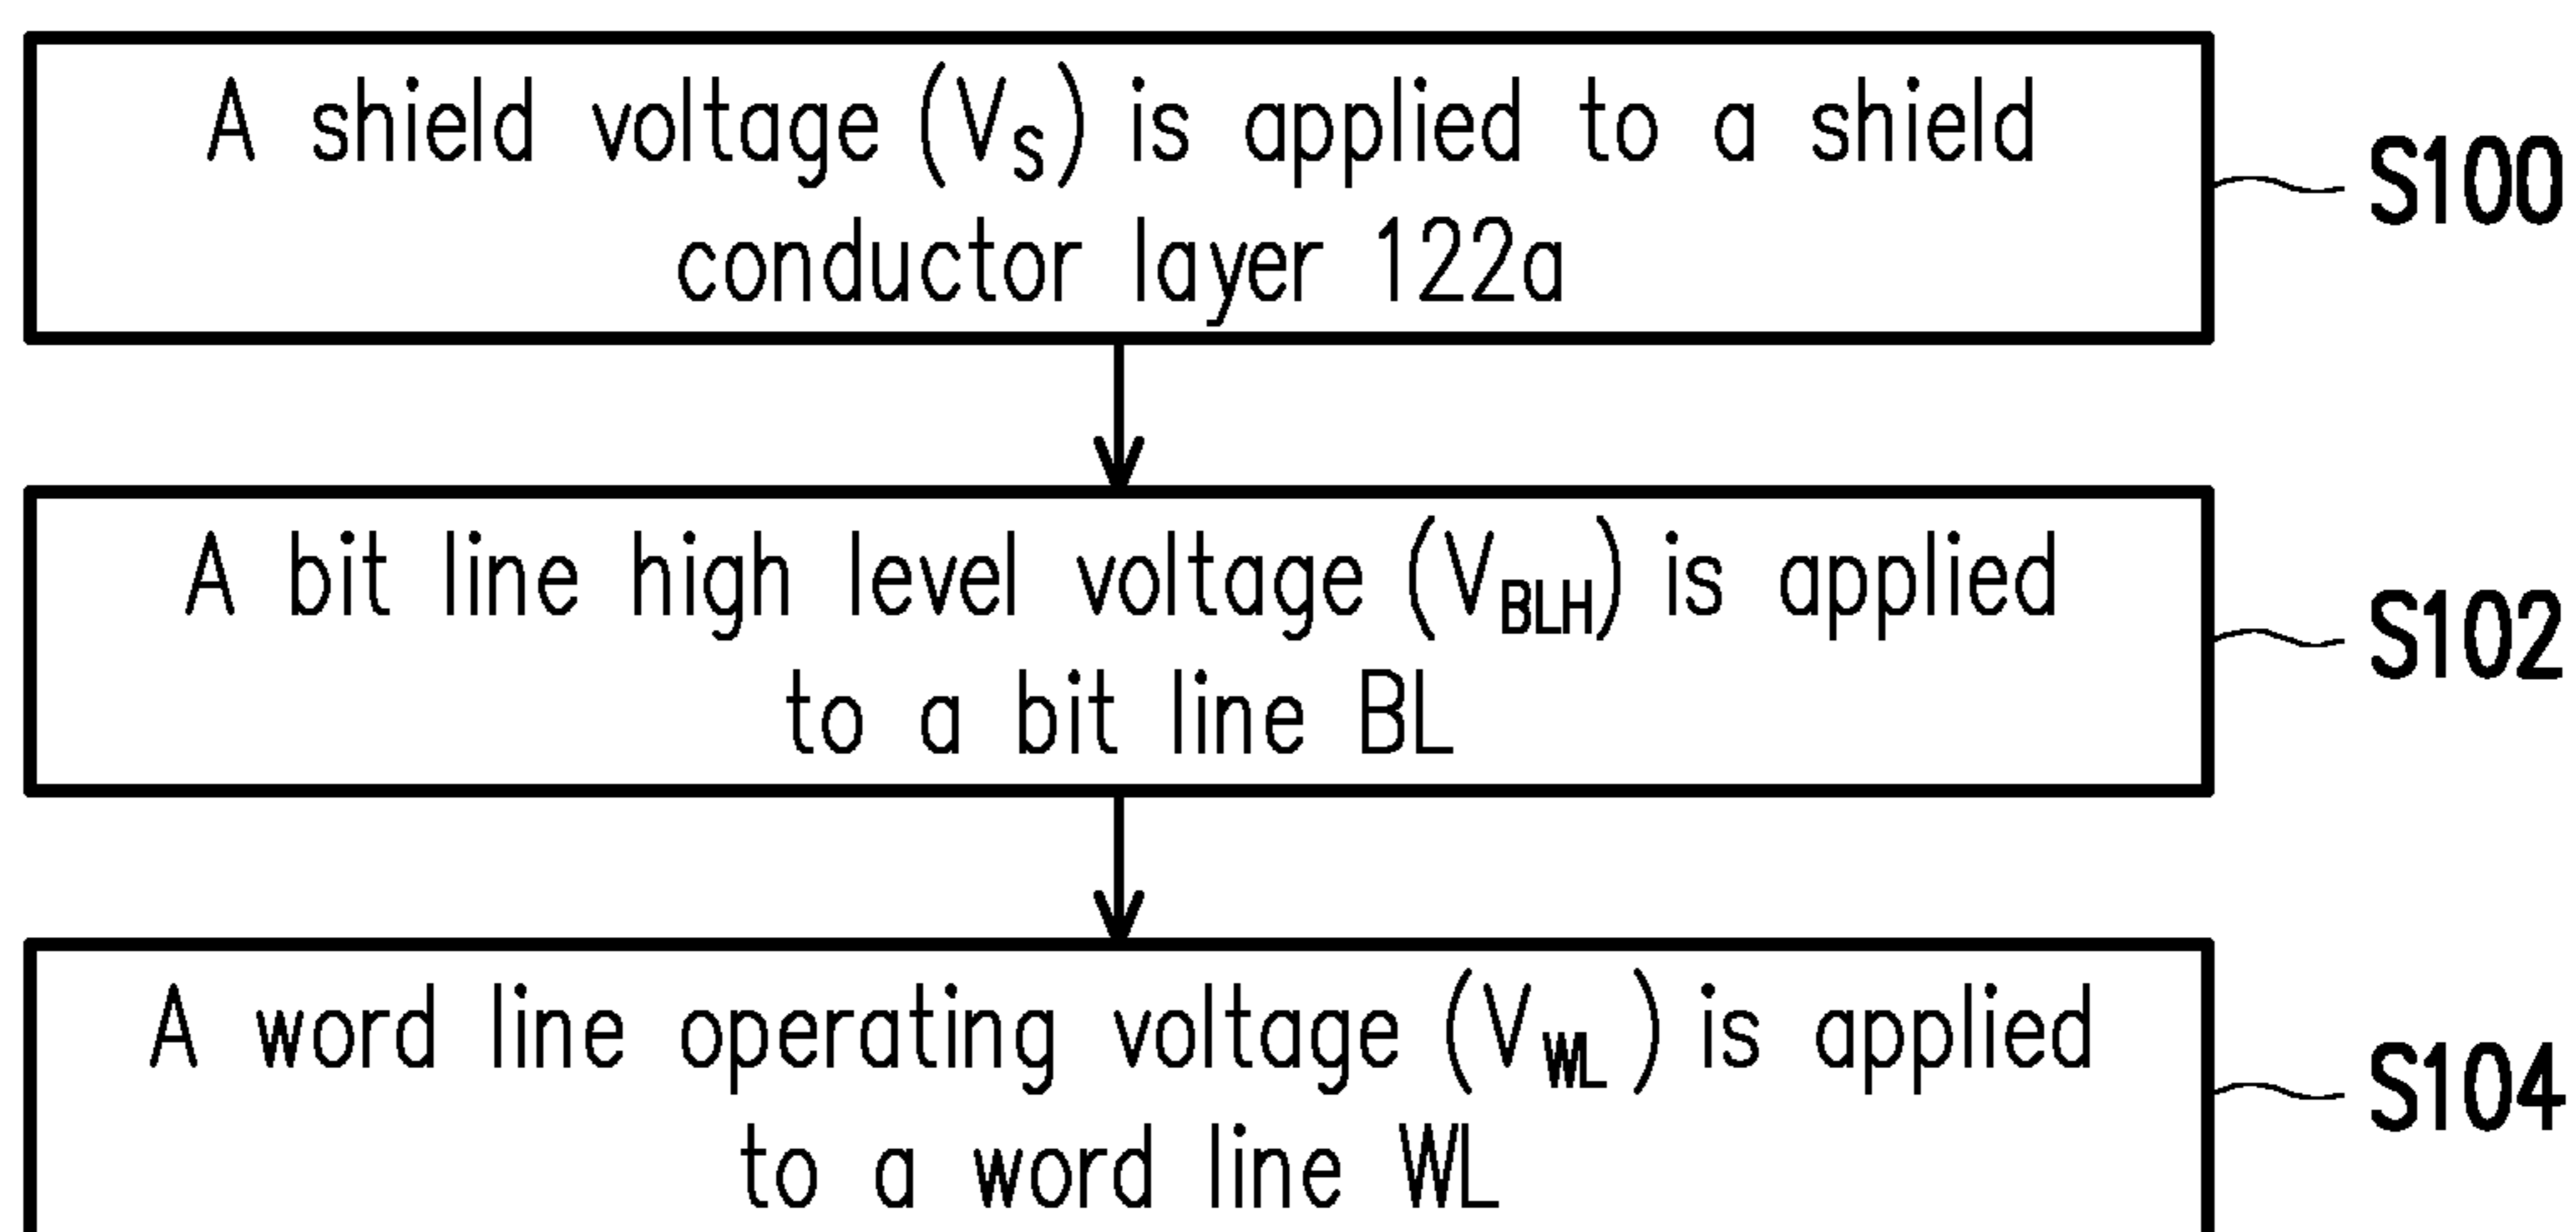 A shield voltage (VS) is applied to a shield
conductor layer 122a
S100
A bit line high level voltage (VBLH) is applied
to a bit line BL
S102
A word line operating voltage (VWL) is applied
to a word line WL
S104